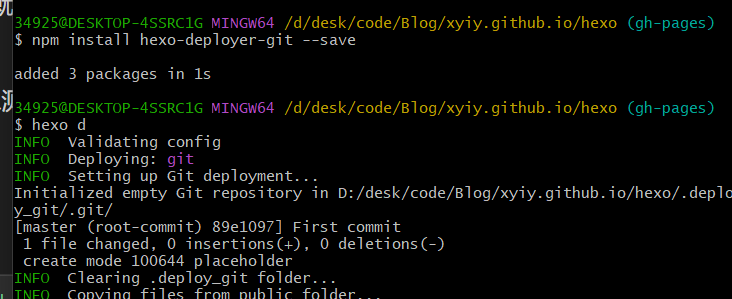 34925@DESKTOP-4SSRC1G MINGW64 /d/desk/code/Blog/xyiy.github.io/hexo (gh-pages)
$ npm install hexo-deployer-git --save
added 3 packages in 1s
34925@DESKTOP-4SSRC1G MINGW64 /d/desk/code/Blog/xyiy.github.io/hexo (gh-pages)
$ hexo d
INFO  Validating config
INFO  Deploying: git
INFO  Setting up Git deployment...
Initialized empty Git repository in D:/desk/code/Blog/xyiy.github.io/hexo/.deplo
y_git/.git/
[master (root-commit) 89e1097] First commit
 1 file changed, 0 insertions(+), 0 deletions(-)
 create mode 100644 placeholder
INFO  Clearing .deploy_git folder...
INFO  Copying files from public folder...